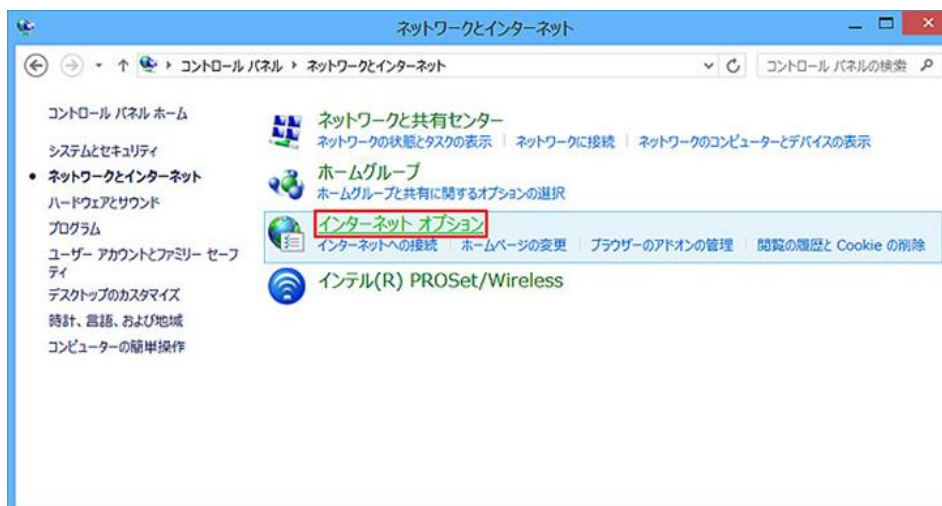 ネットワークとインターネット
コントロール パネル ネットワークとインターネット コントロール パネルの検索
コントロール パネル ホーム
システムとセキュリティ
ネットワークとインターネット
ハードウェアとサウンド
プログラム
ユーザー アカウントとファミリー セーフ
ティ
デスクトップのカスタマイズ
時計、言語、および地域
コンピューターの簡単操作
ネットワークと共有センター
ネットワークの状態とタスクの表示 ネットワークに接続 ネットワークのコンピューターとデバイスの表示
ホームグループ
ホームグループと共有に関するオプションの選択
インターネット オプション
インターネットへの接続 ホームページの変更 ブラウザーのアドオンの管理 閲覧の履歴と Cookie の削除
インテル(R) PROSet/Wireless